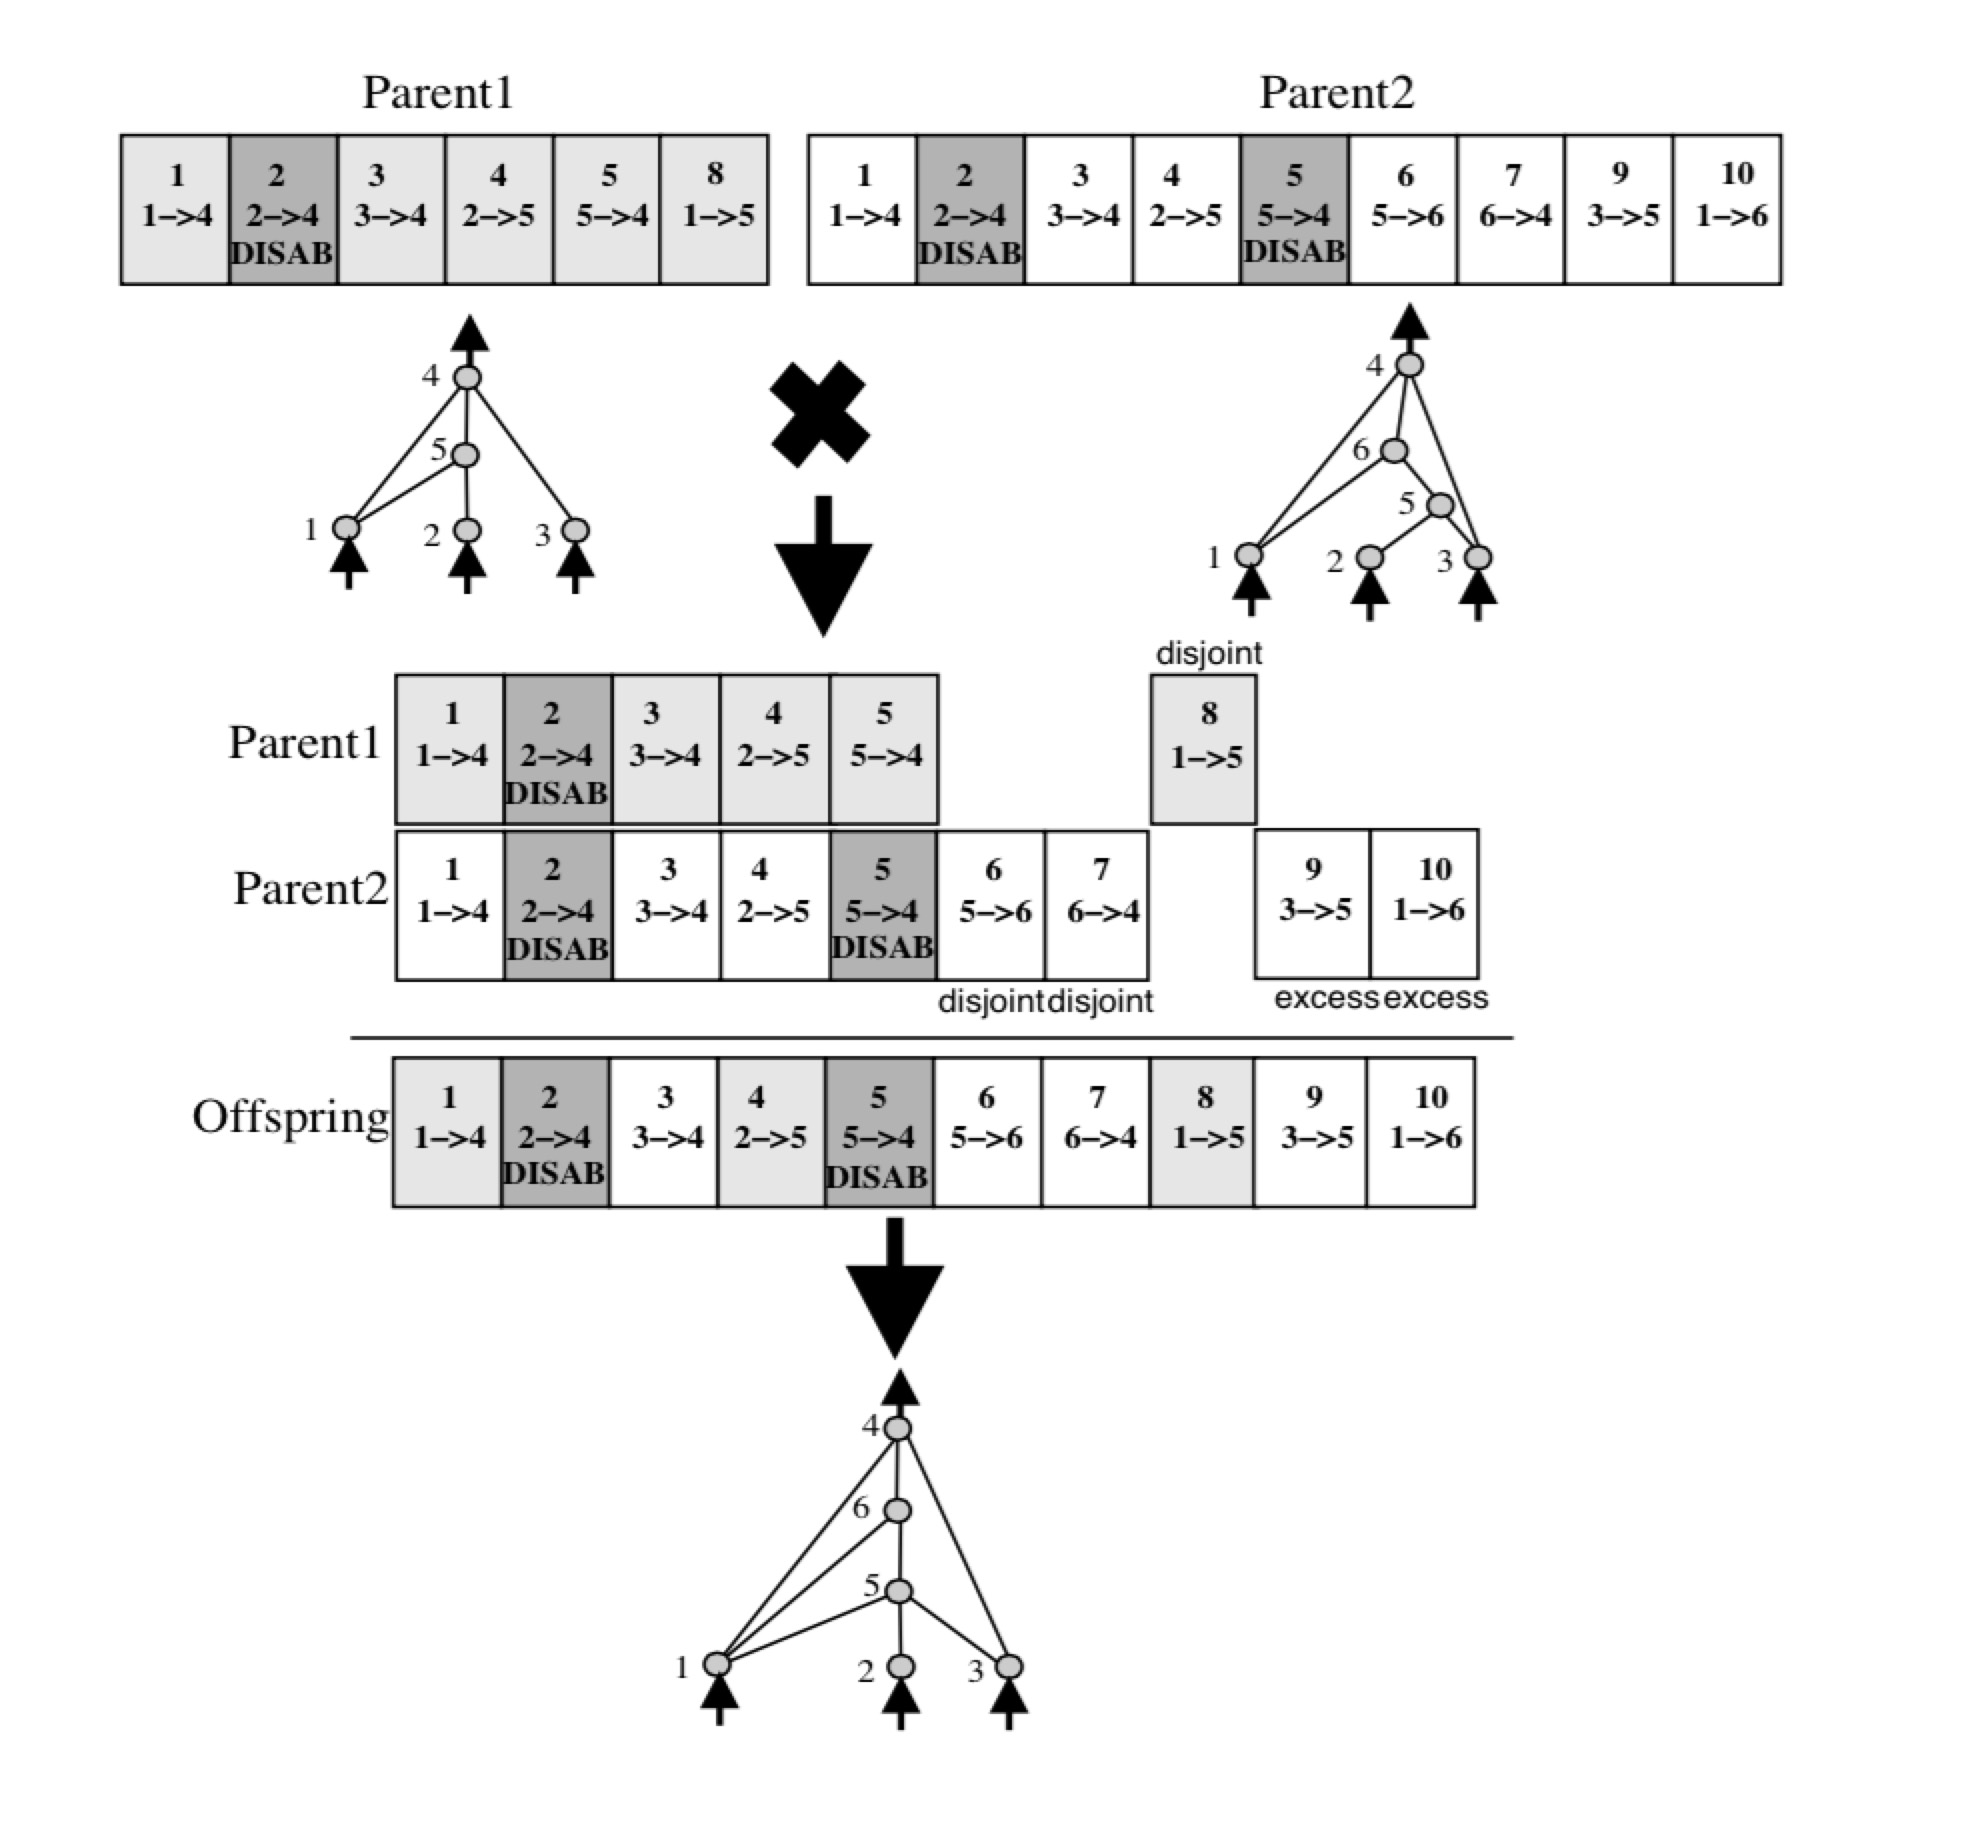 Parent1
Parent2
1 2 3 4 5 8
1–>4 2–>4 3–>4 2–>5 5–>4 1–>5
DISAB
1 2 3 4 5 6 7 9 10
1–>4 2–>4 3–>4 2–>5 5–>4 5–>6 6–>4 3–>5 1–>6
DISAB DISAB
4
5
1 2 3
4
6
5
1 2 3
disjoint
Parent1
1 2 3 4 5 8
1–>4 2–>4 3–>4 2–>5 5–>4 1–>5
DISAB
Parent2
1 2 3 4 5 6 7 9 10
1–>4 2–>4 3–>4 2–>5 5–>4 5–>6 6–>4 3–>5 1–>6
DISAB DISAB
disjoint disjoint excess excess
Offspring
1 2 3 4 5 6 7 8 9 10
1–>4 2–>4 3–>4 2–>5 5–>4 5–>6 6–>4 1–>5 3–>5 1–>6
DISAB DISAB
4
6
5
1 2 3